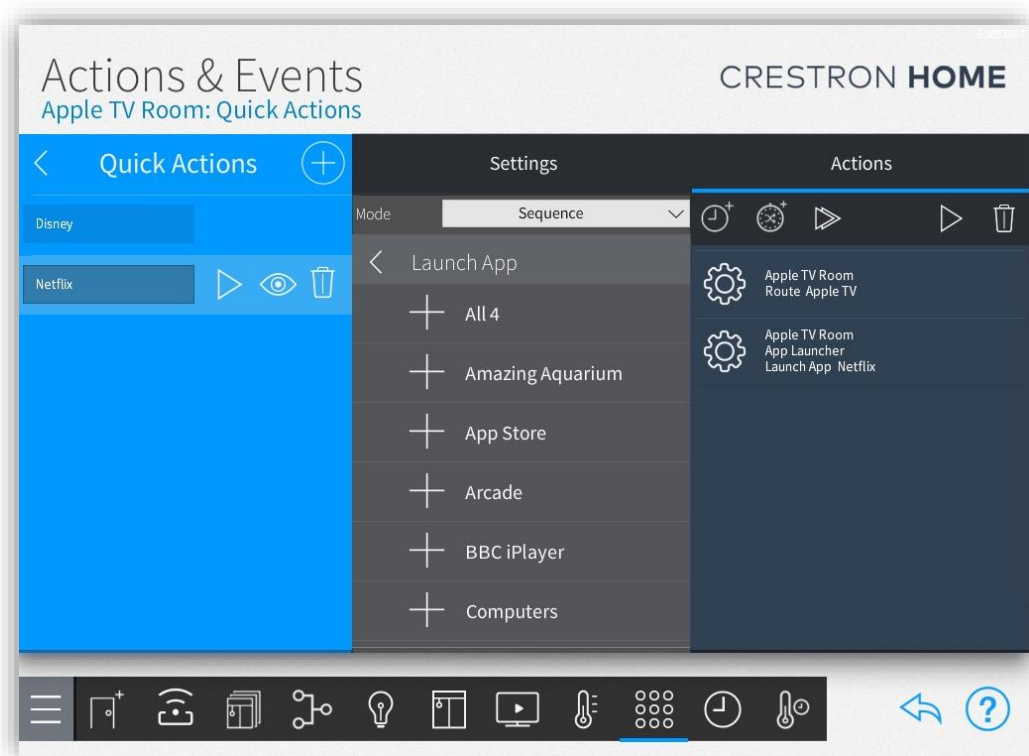 Actions & Events
CRESTRON HOME
Apple TV Room: Quick Actions
Quick Actions
Settings
Actions
Disney
Mode
Sequence
Netflix
Launch App
All 4
Amazing Aquarium
App Store
Arcade
BBC iPlayer
Computers
Apple TV Room
Route Apple TV
Apple TV Room
App Launcher
Launch App Netflix
?